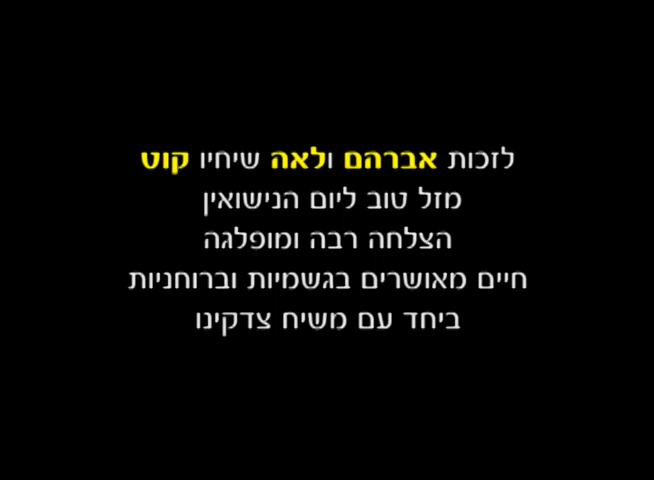 לזכות אברהם ולאה שיחיו קוט
מזל טוב ליום הנישואין
הצלחה רבה ומופלגה
חיים מאושרים בגשמיות וברוחניות
ביחד עם משיח צדקינו